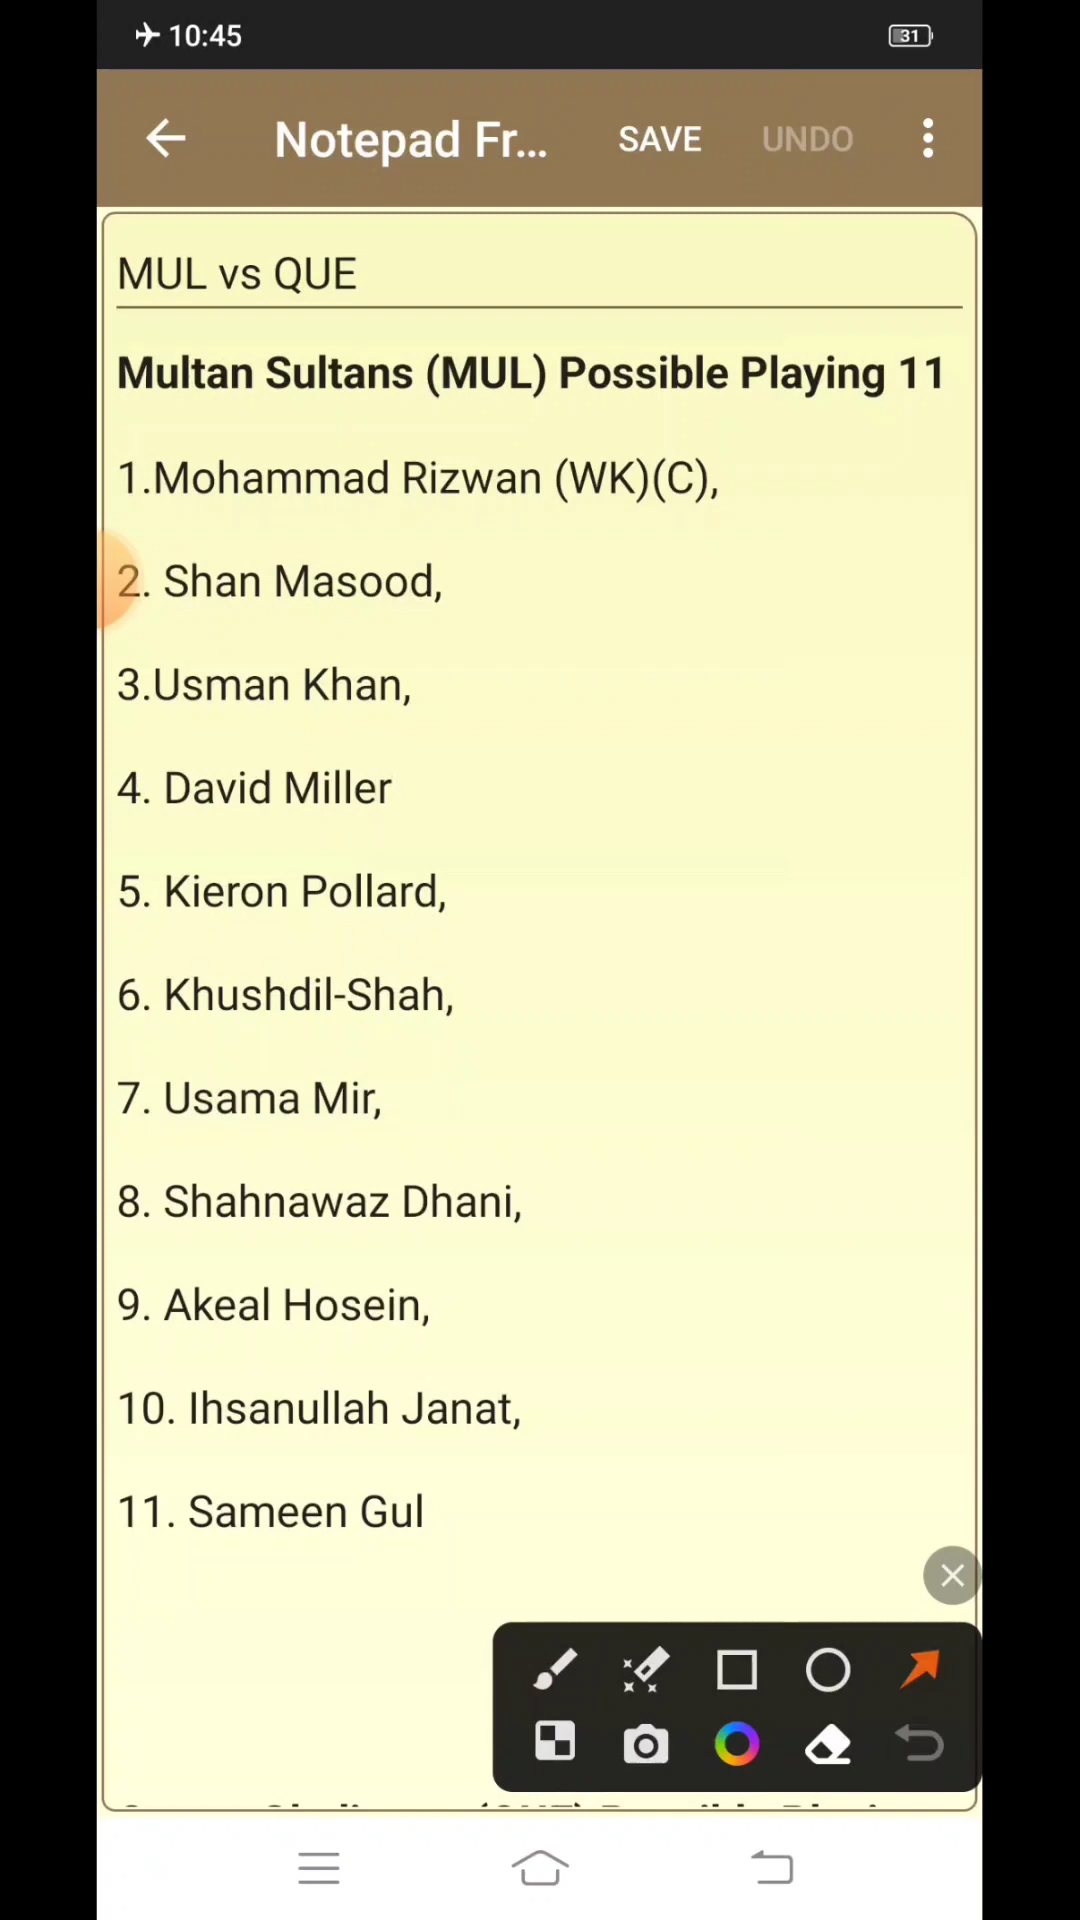 10:45
31
Notepad Fr...
SAVE
UNDO
MUL vs QUE
Multan Sultans (MUL) Possible Playing 11
1.Mohammad Rizwan (WK)(C),
2. Shan Masood,
3.Usman Khan,
4. David Miller
5. Kieron Pollard,
6. Khushdil-Shah,
7. Usama Mir,
8. Shahnawaz Dhani,
9. Akeal Hosein,
10. Ihsanullah Janat,
11. Sameen Gul